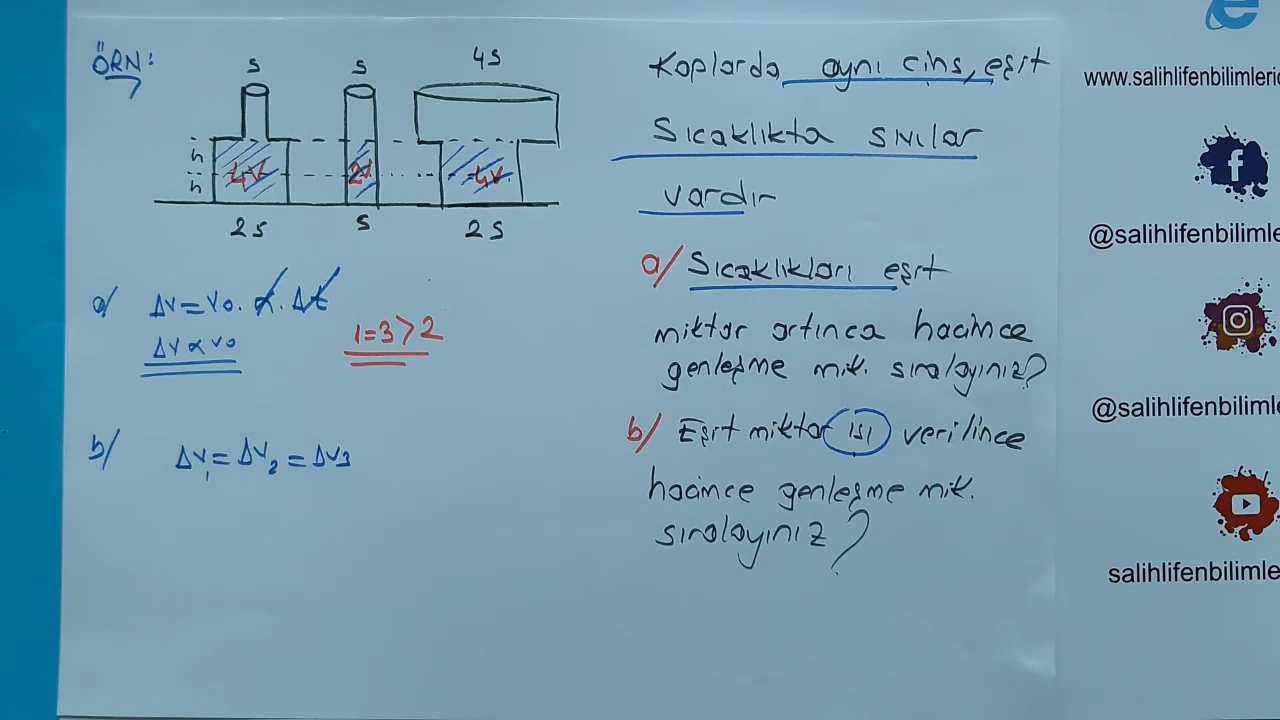 ÖRN:
S S 4S
h
h
4V 2V 4V
2S S 2S
a/ ΔV=V0.α.Δt
ΔV∝V0
1=3>2
b/ ΔV1=ΔV2=ΔV3
Kaplarda aynı cins, eşit
Sıcaklıkta sıvılar
vardır
a/ Sıcaklıkları eşit
miktar artınca hacimce
genleşme mik. sıralayınız?
b/ Eşit miktar ısı verilince
hacimce genleşme mik.
sıralayınız?
www.salihlifenbilimleric
@salihlifenbilimle
@salihlifenbilimle
salihlifenbilimle